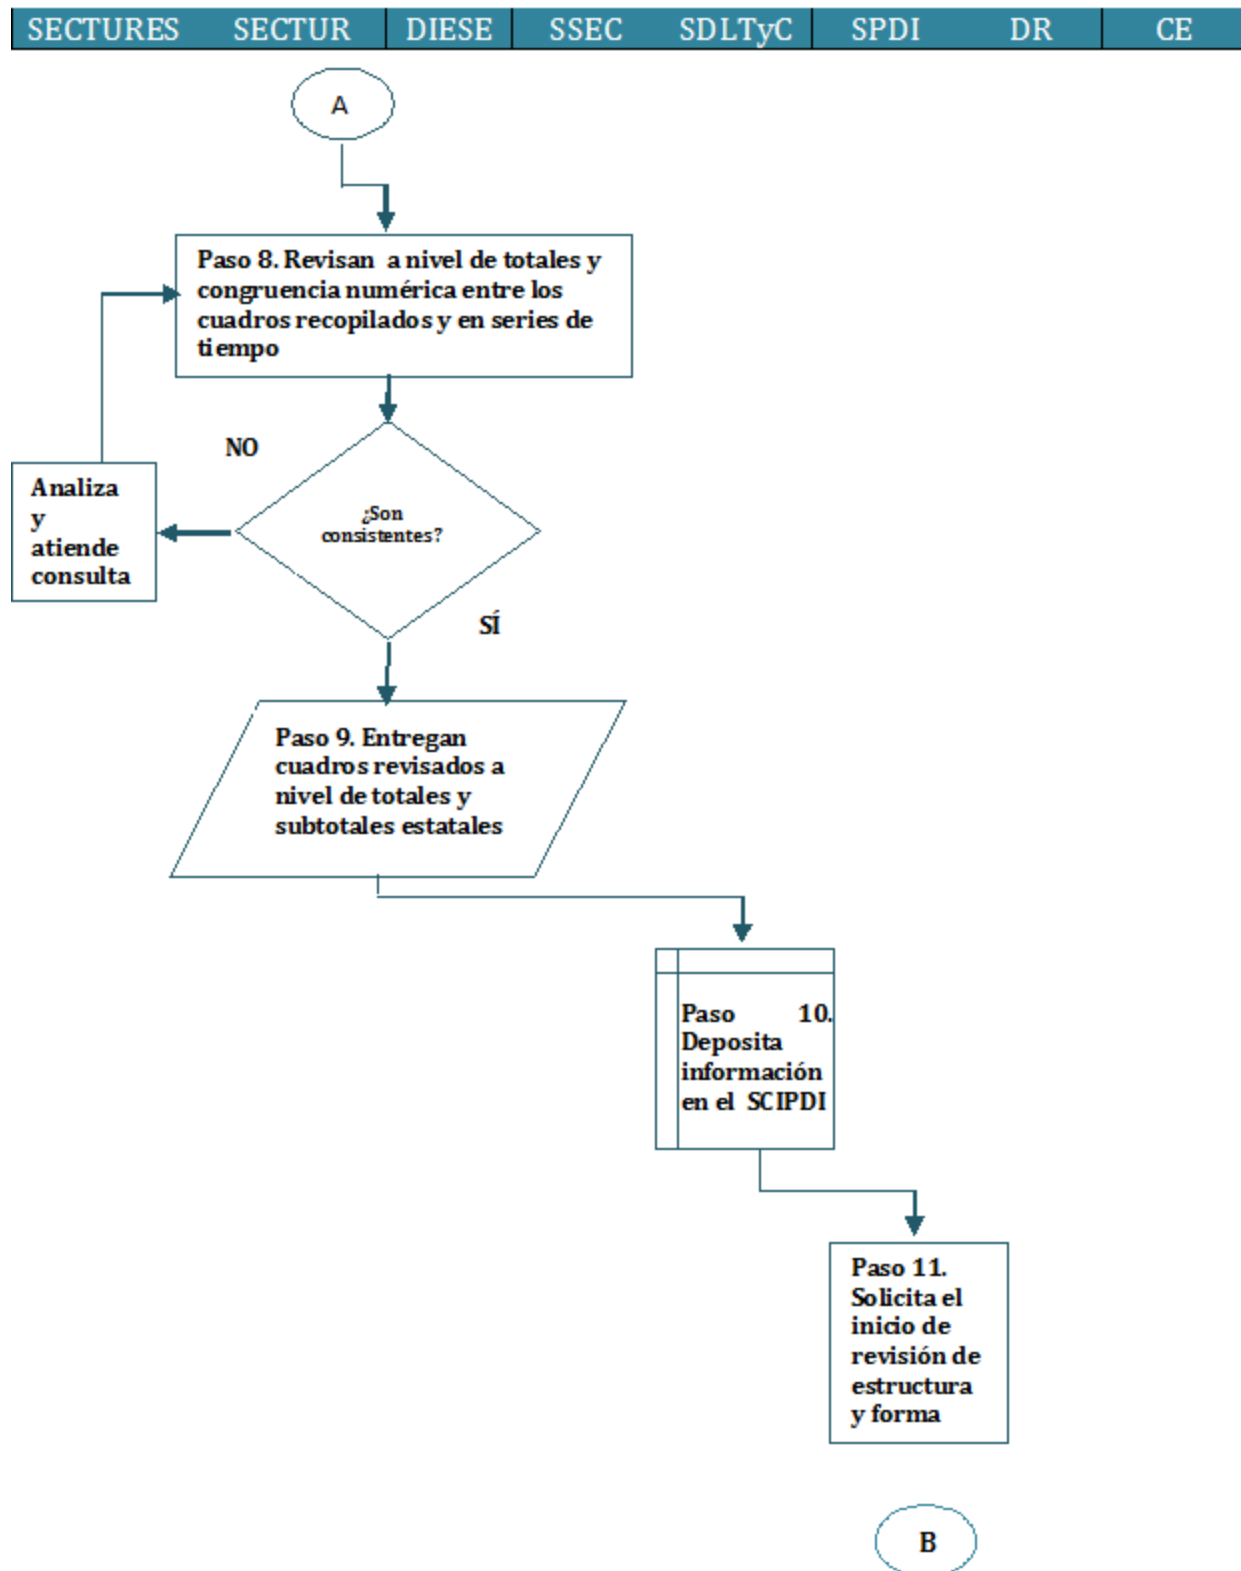 SECTURES SECTUR DIESE SSEC SDLTyC SPDI DR CE
A
Paso 8. Revisan a nivel de totales y
congruencia numérica entre los
cuadros recopilados y en series de
tiempo
NO
Analiza
y
atiende
consulta
¿Son
consistentes?
SÍ
Paso 9. Entregan
cuadros revisados a
nivel de totales y
subtotales estatales
Paso 10.
Deposita
información
en el SCIPDI
Paso 11.
Solicita el
inicio de
revisión de
estructura
y forma
B